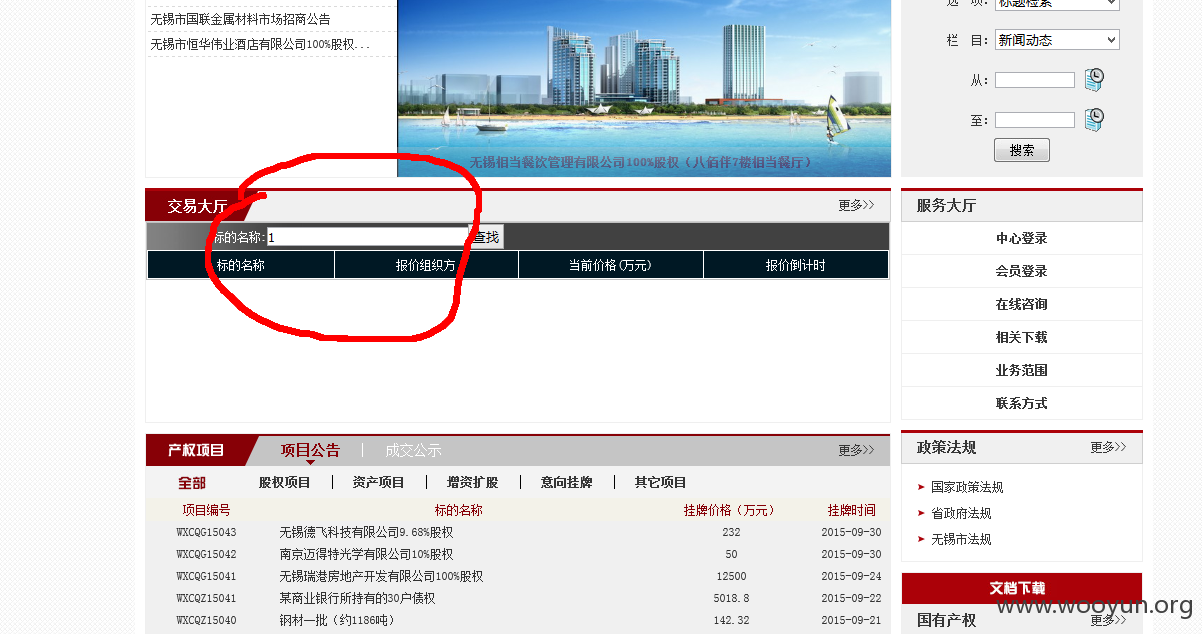 无锡市国联金属材料市场招商公告
无锡市恒华伟业酒店有限公司100%股权...
无锡相当餐饮管理有限公司100%股权（八佰伴7楼相当餐厅）
选 项: 标题检索
栏 目: 新闻动态
从:
至:
搜索
交易大厅 更多>>
标的名称: 1 查找
标的名称 报价组织方 当前价格(万元) 报价倒计时
服务大厅
中心登录
会员登录
在线咨询
相关下载
业务范围
联系方式
产权项目 项目公告 | 成交公示 更多>>
全部 股权项目 | 资产项目 | 增资扩股 | 意向挂牌 | 其它项目
项目编号 标的名称 挂牌价格（万元） 挂牌时间
WXCQG15043 无锡德飞科技有限公司9.68%股权 232 2015-09-30
WXCQG15042 南京迈得特光学有限公司10%股权 50 2015-09-30
WXCQG15041 无锡瑞港房地产开发有限公司100%股权 12500 2015-09-24
WXCQZ15041 某商业银行所持有的30户债权 5018.8 2015-09-22
WXCQZ15040 钢材一批（约1186吨） 142.32 2015-09-21
政策法规 更多>>
国家政策法规
省政府法规
无锡市法规
文档下载
国有产权 更多>>
www.wooyun.org